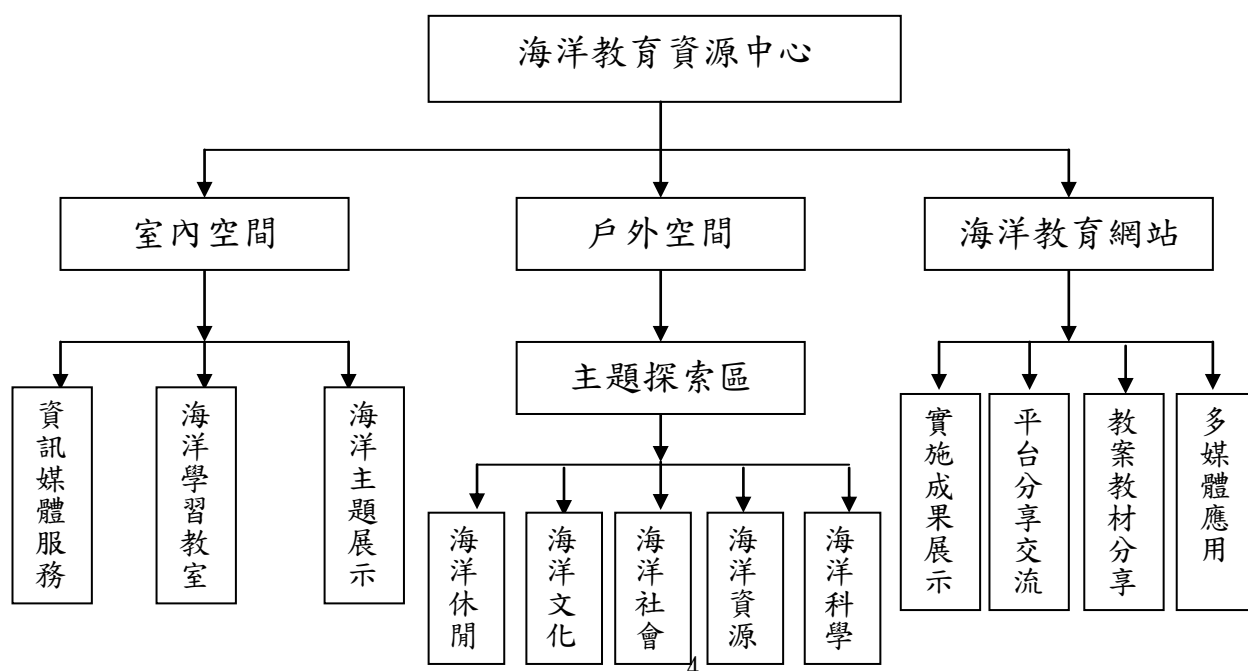 海洋教育資源中心
室內空間
戶外空間
海洋教育網站
主題探索區
資訊媒體服務
海洋學習教室
海洋主題展示
海洋休閒
海洋文化
海洋社會
海洋資源
海洋科學
實施成果展示
平台分享交流
教案教材分享
多媒體應用
4